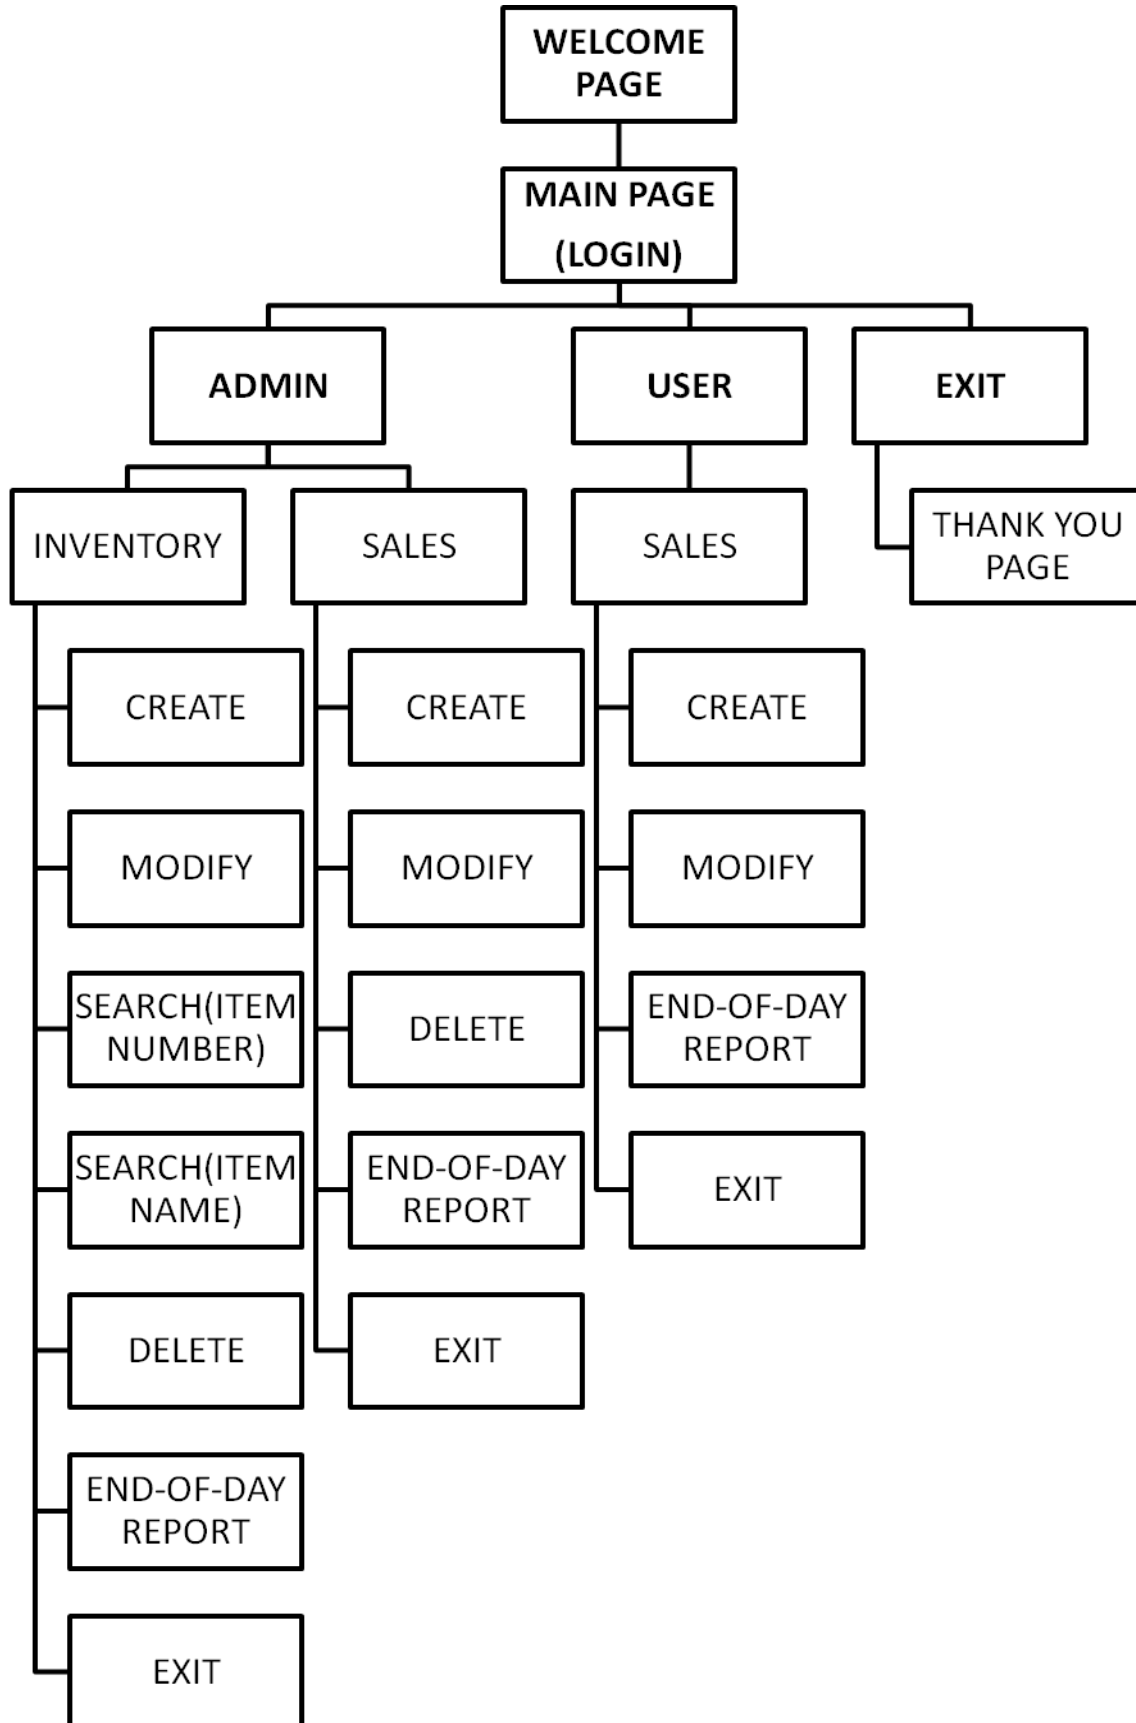 WELCOME
PAGE
MAIN PAGE
(LOGIN)
ADMIN
USER
EXIT
INVENTORY
SALES
SALES
THANK YOU
PAGE
CREATE
CREATE
CREATE
MODIFY
MODIFY
MODIFY
SEARCH(ITEM
NUMBER)
DELETE
END-OF-DAY
REPORT
SEARCH(ITEM
NAME)
END-OF-DAY
REPORT
EXIT
DELETE
EXIT
END-OF-DAY
REPORT
EXIT